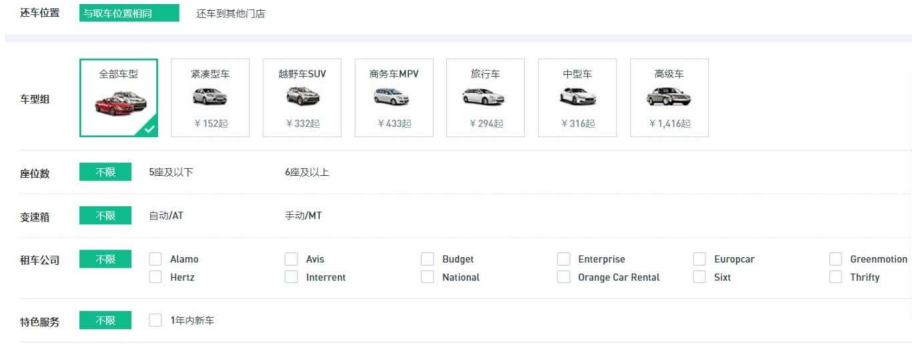 还车位置 与取车位置相同 还车到其他门店
全部车型 紧凑型车 越野车SUV 商务车MPV 旅行车 中型车 高级车
车型组
¥152起 ¥332起 ¥433起 ¥294起 ¥316起 ¥1,416起
座位数 不限 5座及以下 6座及以上
变速箱 不限 自动/AT 手动/MT
租车公司 不限 Alamo Avis Budget Enterprise Europcar Greenmotion
Hertz Interrent National Orange Car Rental Sixt Thrifty
特色服务 不限 1年内新车